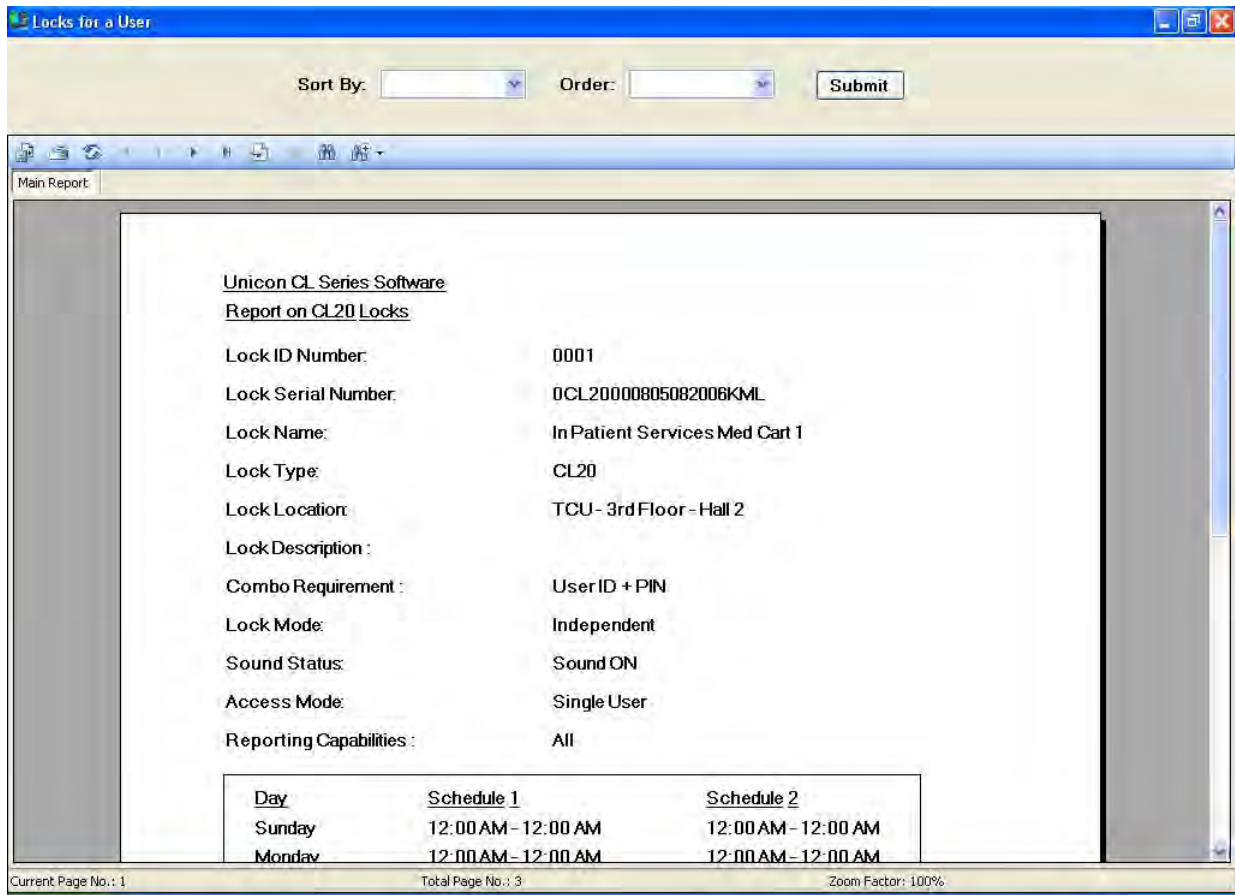 Locks for a User
Sort By: Order: Submit
Main Report
Unicon CL Series Software
Report on CL20 Locks
Lock ID Number: 0001
Lock Serial Number: 0CL20000805082006KML
Lock Name: In Patient Services Med Cart 1
Lock Type: CL20
Lock Location: TCU - 3rd Floor - Hall 2
Lock Description :
Combo Requirement : User ID + PIN
Lock Mode: Independent
Sound Status: Sound ON
Access Mode: Single User
Reporting Capabilities : All
Day Schedule 1 Schedule 2
Sunday 12:00 AM - 12:00 AM 12:00 AM - 12:00 AM
Monday 12:00 AM - 12:00 AM 12:00 AM - 12:00 AM
Current Page No.: 1 Total Page No.: 3 Zoom Factor: 100%